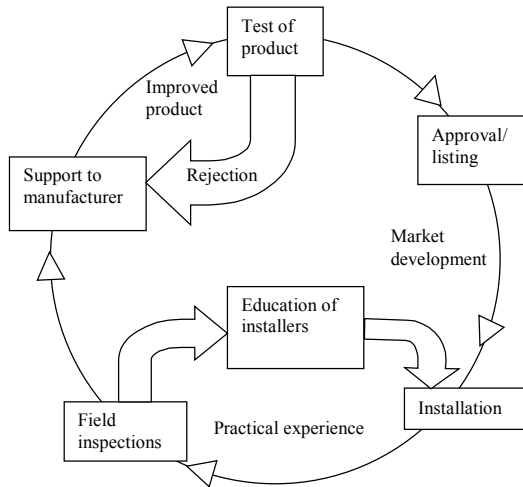 Test of
product
Improved
product
Approval/
listing
Support to
manufacturer
Rejection
Market
development
Education of
installers
Field
inspections
Practical experience
Installation